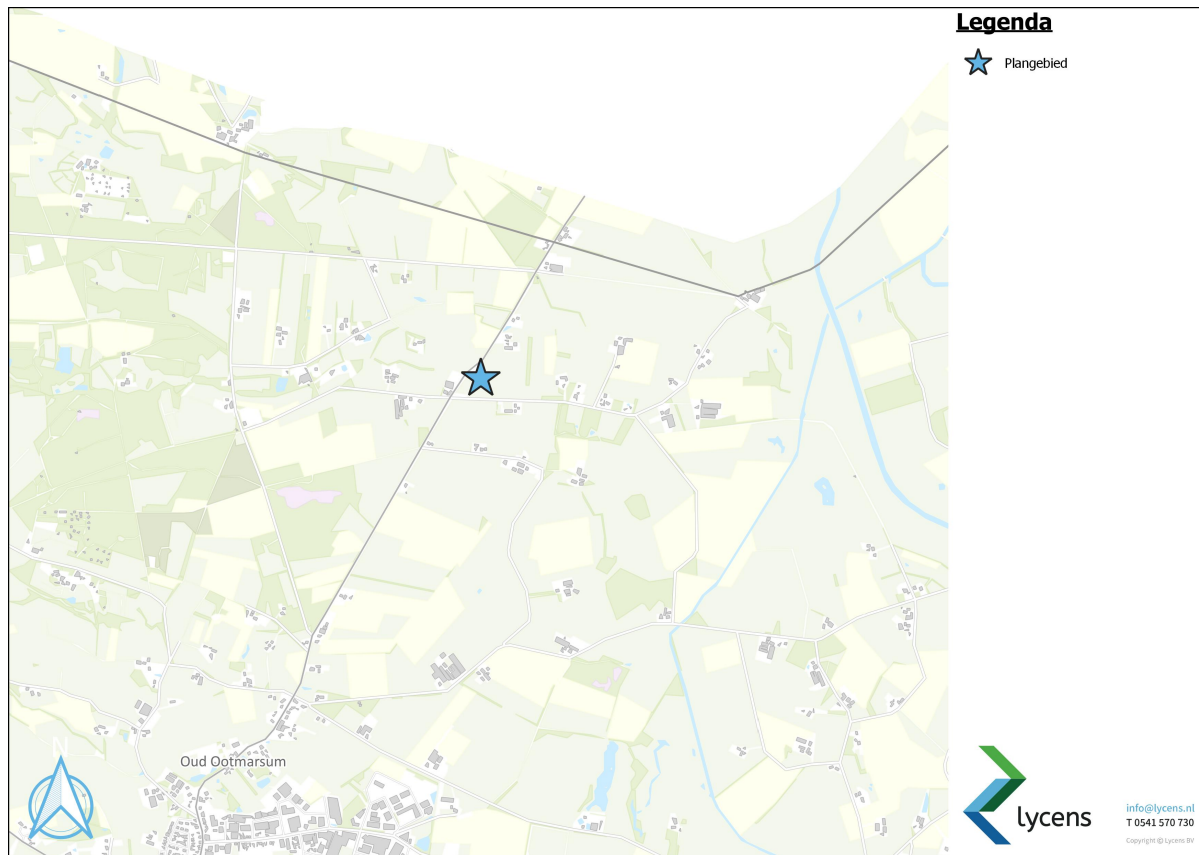 Legenda
Plangebied
Oud Ootmarsum
N
lycens
info@lycens.nl
T 0541 570 730
Copyright © Lycens BV